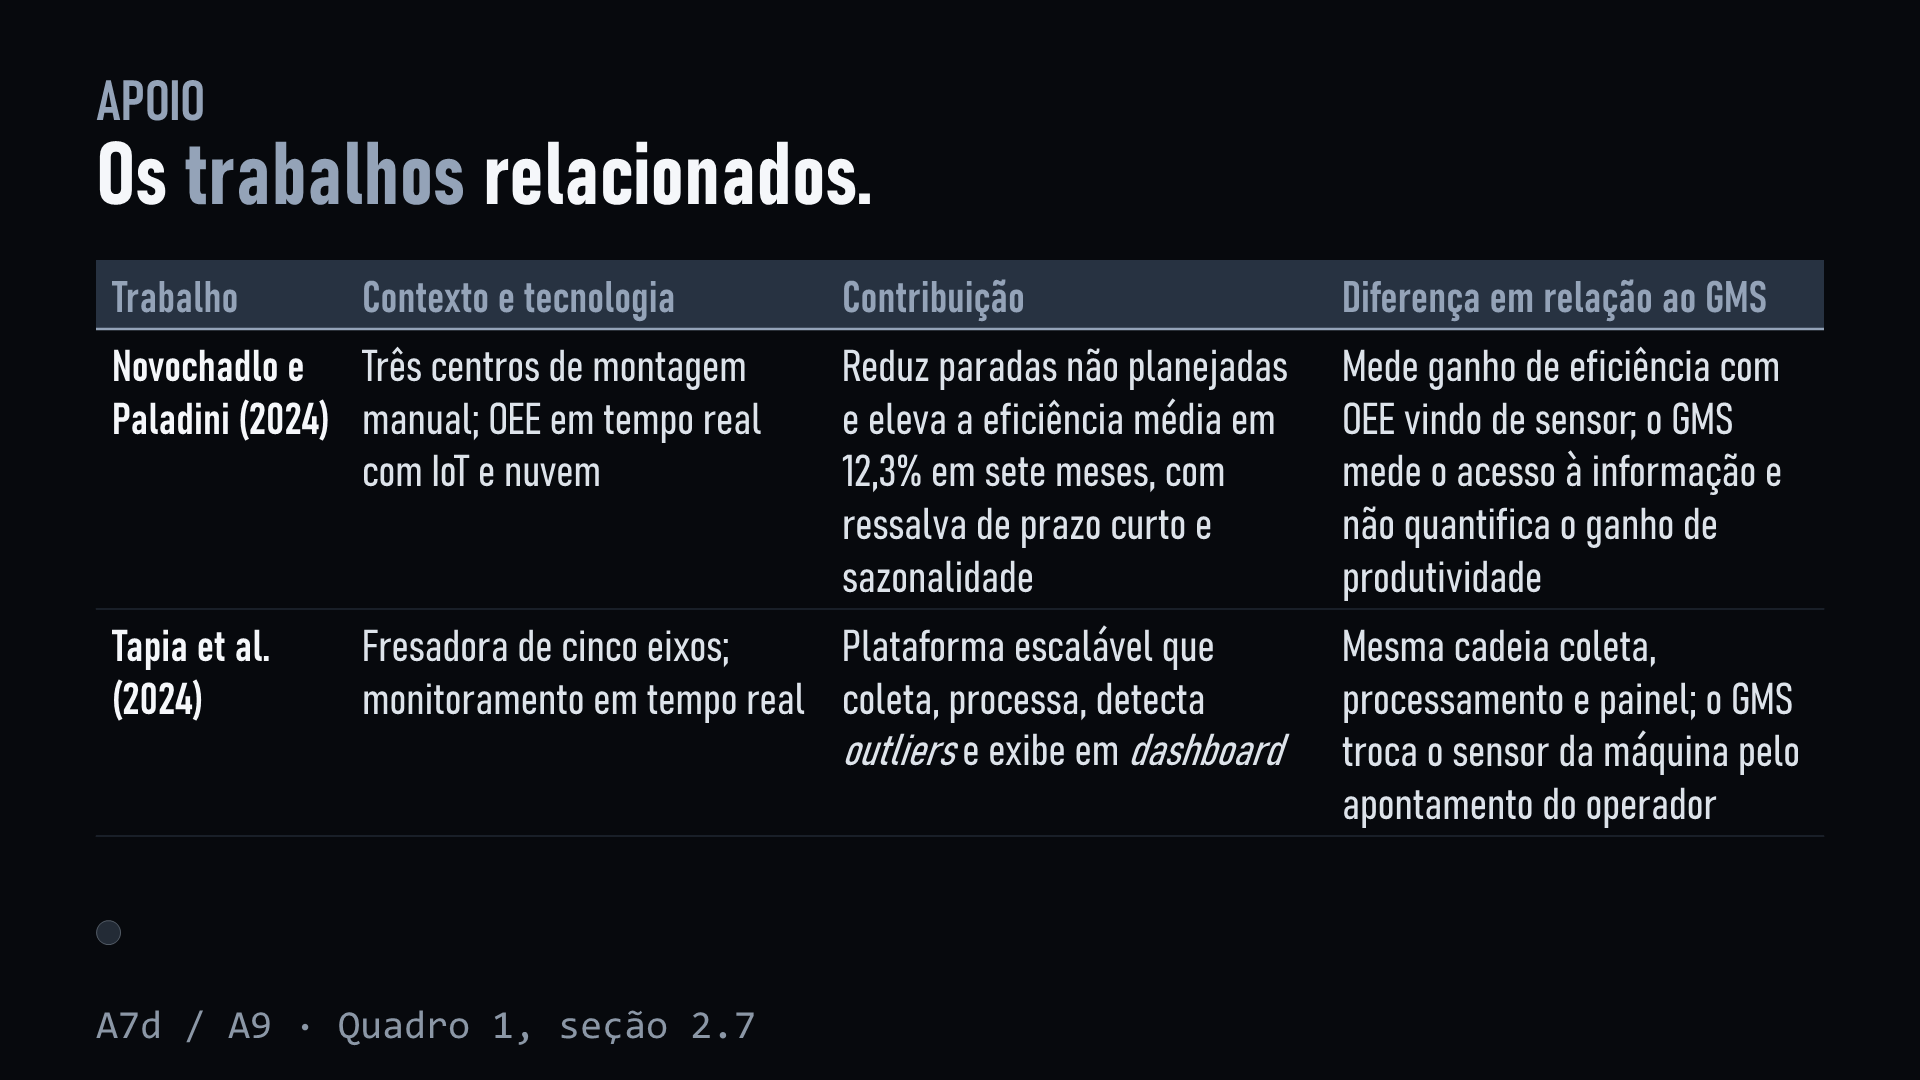 APOIO
Os trabalhos relacionados.
Trabalho
Contexto e tecnologia
Contribuição
Diferença em relação ao GMS
Novochadlo e
Paladini (2024)
Três centros de montagem
manual; OEE em tempo real
com IoT e nuvem
Reduz paradas não planejadas
e eleva a eficiência média em
12,3% em sete meses, com
ressalva de prazo curto e
sazonalidade
Mede ganho de eficiência com
OEE vindo de sensor; o GMS
mede o acesso à informação e
não quantifica o ganho de
produtividade
Tapia et al.
(2024)
Fresadora de cinco eixos;
monitoramento em tempo real
Plataforma escalável que
coleta, processa, detecta
outliers e exibe em dashboard
Mesma cadeia coleta,
processamento e painel; o GMS
troca o sensor da máquina pelo
apontamento do operador
A7d / A9 · Quadro 1, seção 2.7